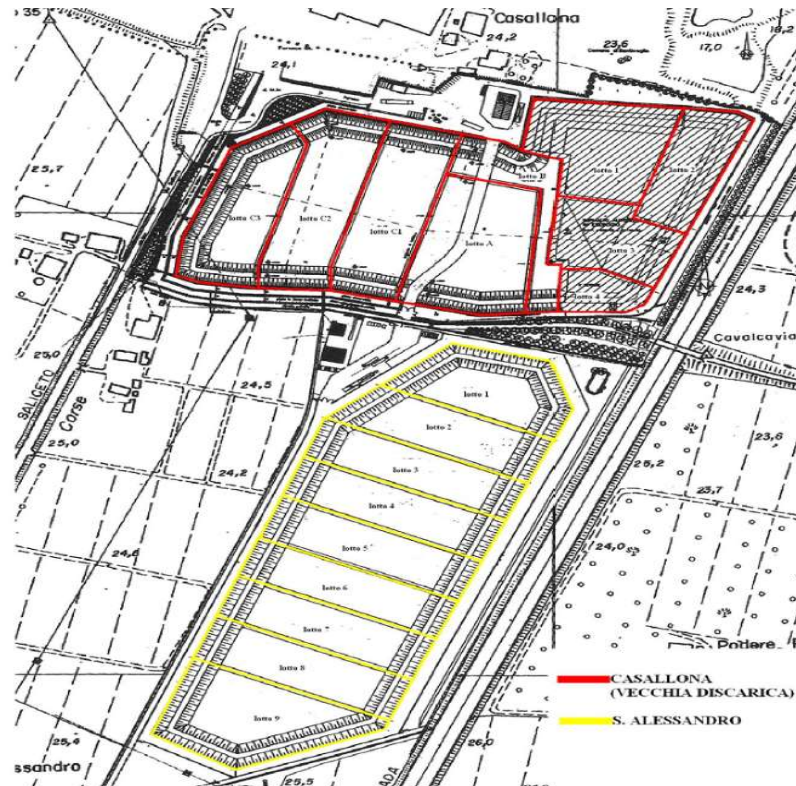 35
Casallona
24,2
23,6
17,0
18,2
24,1
25,7
lotto 1
lotto 2
lotto B
lotto C3
lotto C2
lotto C1
lotto A
lotto 3
lotto 4
24,3
Cavalcavia
25,0
SALICETO
Corse
24,5
25,0
lotto 1
lotto 2
23,6
25,2
24,2
lotto 3
23,7
lotto 4
lotto 5
24,0
24,6
lotto 6
lotto 7
Podere
lotto 8
CASALLONA
(VECCHIA DISCARICA)
S. ALESSANDRO
lotto 9
25,4
26,0
ssandro
25,5
ADA